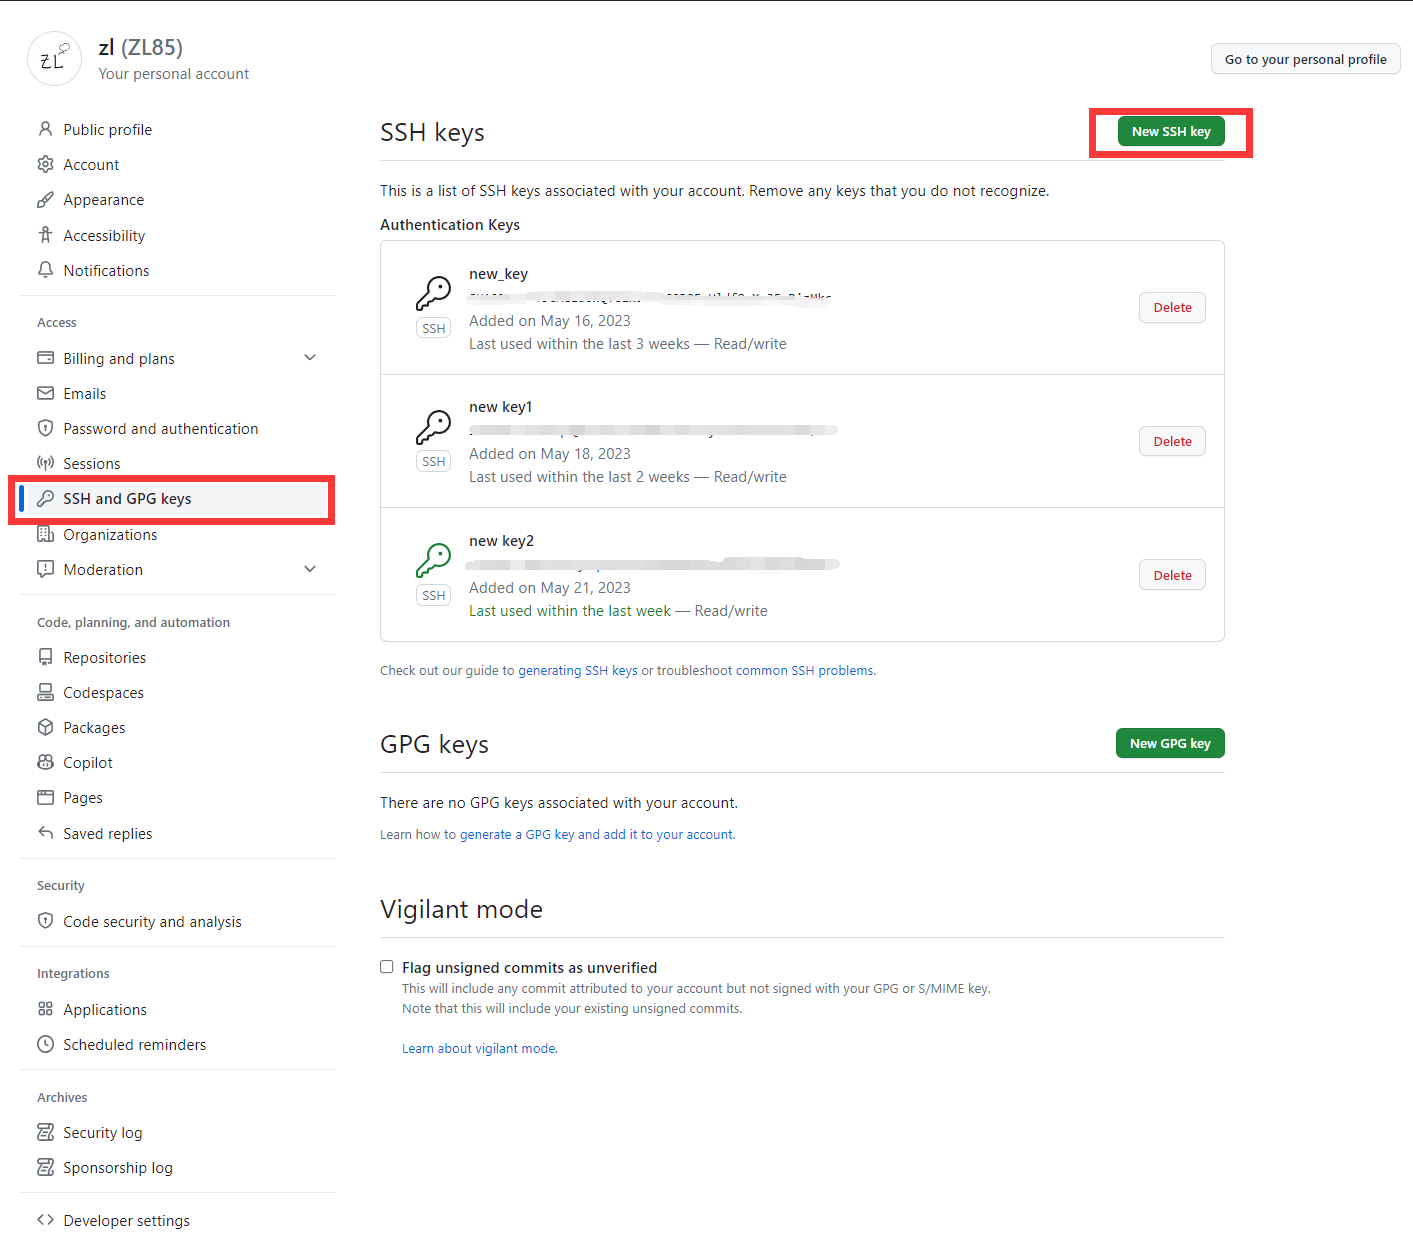 ZL
zl (ZL85)
Your personal account
Go to your personal profile
Public profile
Account
Appearance
Accessibility
Notifications
Access
Billing and plans
Emails
Password and authentication
Sessions
SSH and GPG keys
Organizations
Moderation
Code, planning, and automation
Repositories
Codespaces
Packages
Copilot
Pages
Saved replies
Security
Code security and analysis
Integrations
Applications
Scheduled reminders
Archives
Security log
Sponsorship log
Developer settings
SSH keys
New SSH key
This is a list of SSH keys associated with your account. Remove any keys that you do not recognize.
Authentication Keys
new_key
SSH
Added on May 16, 2023
Last used within the last 3 weeks — Read/write
Delete
new key1
SSH
Added on May 18, 2023
Last used within the last 2 weeks — Read/write
Delete
new key2
SSH
Added on May 21, 2023
Last used within the last week — Read/write
Delete
Check out our guide to generating SSH keys or troubleshoot common SSH problems.
GPG keys
New GPG key
There are no GPG keys associated with your account.
Learn how to generate a GPG key and add it to your account.
Vigilant mode
Flag unsigned commits as unverified
This will include any commit attributed to your account but not signed with your GPG or S/MIME key.
Note that this will include your existing unsigned commits.
Learn about vigilant mode.